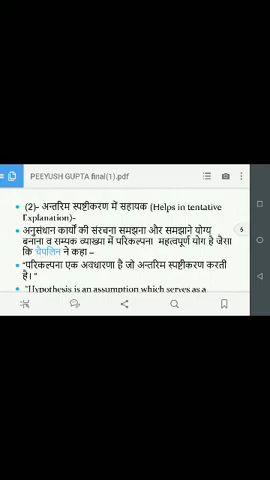 PEEYUSH GUPTA final(1).pdf
• (2)- अन्तरिम स्पष्टीकरण में सहायक (Helps in tentative
Explanation)-
• अनुसंधान कार्यों की संरचना समझना और समझाने योग्य
बनाना व सम्पक व्याख्या में परिकल्पना महत्वपूर्ण योग है जैसा
कि चैपलिन ने कहा –
• "परिकल्पना एक अवधारणा है जो अन्तरिम स्पष्टीकरण करती
है। "
• "Hypothesis is an assumption which serves as a
6